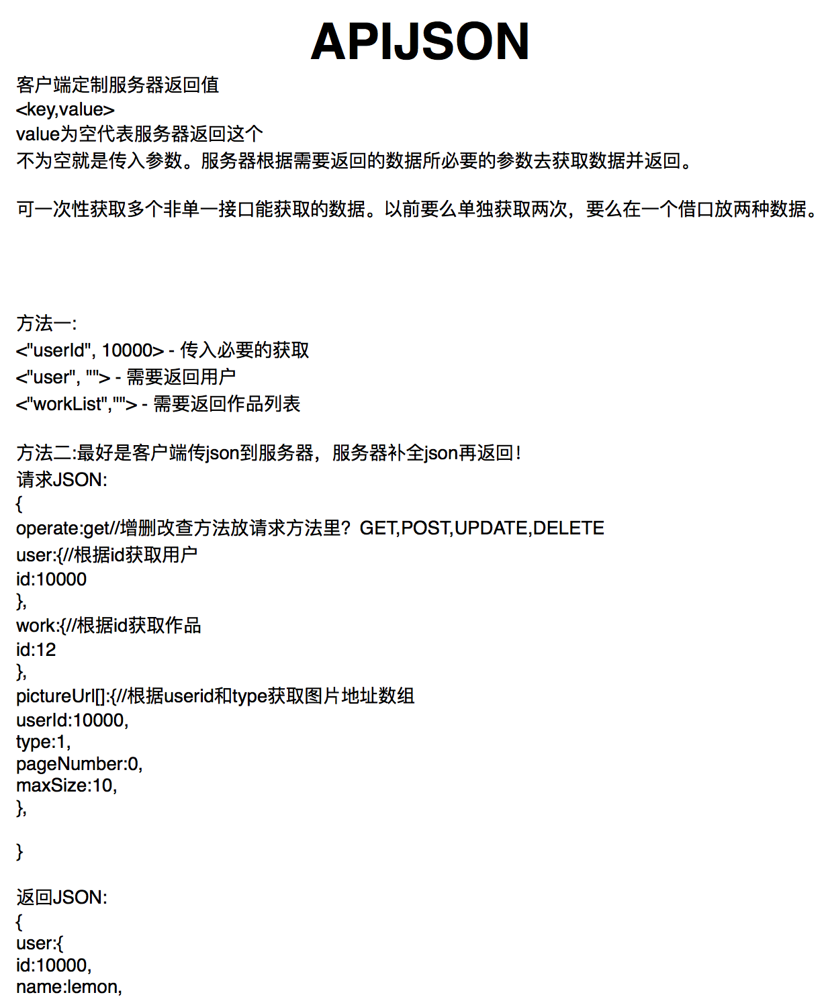 APIJSON
客户端定制服务器返回值
<key,value>
value为空代表服务器返回这个
不为空就是传入参数。服务器根据需要返回的数据所必要的参数去获取数据并返回。
可一次性获取多个非单一接口能获取的数据。以前要么单独获取两次，要么在一个借口放两种数据。
方法一:
<"userId", 10000> - 传入必要的获取
<"user", ""> - 需要返回用户
<"workList",""> - 需要返回作品列表
方法二:最好是客户端传json到服务器，服务器补全json再返回！
请求JSON:
{
operate:get//增删改查方法放请求方法里？GET,POST,UPDATE,DELETE
user:{//根据id获取用户
id:10000
},
work:{//根据id获取作品
id:12
},
pictureUrl[]:{//根据userid和type获取图片地址数组
userId:10000,
type:1,
pageNumber:0,
maxSize:10,
},
}
返回JSON:
{
user:{
id:10000,
name:lemon,